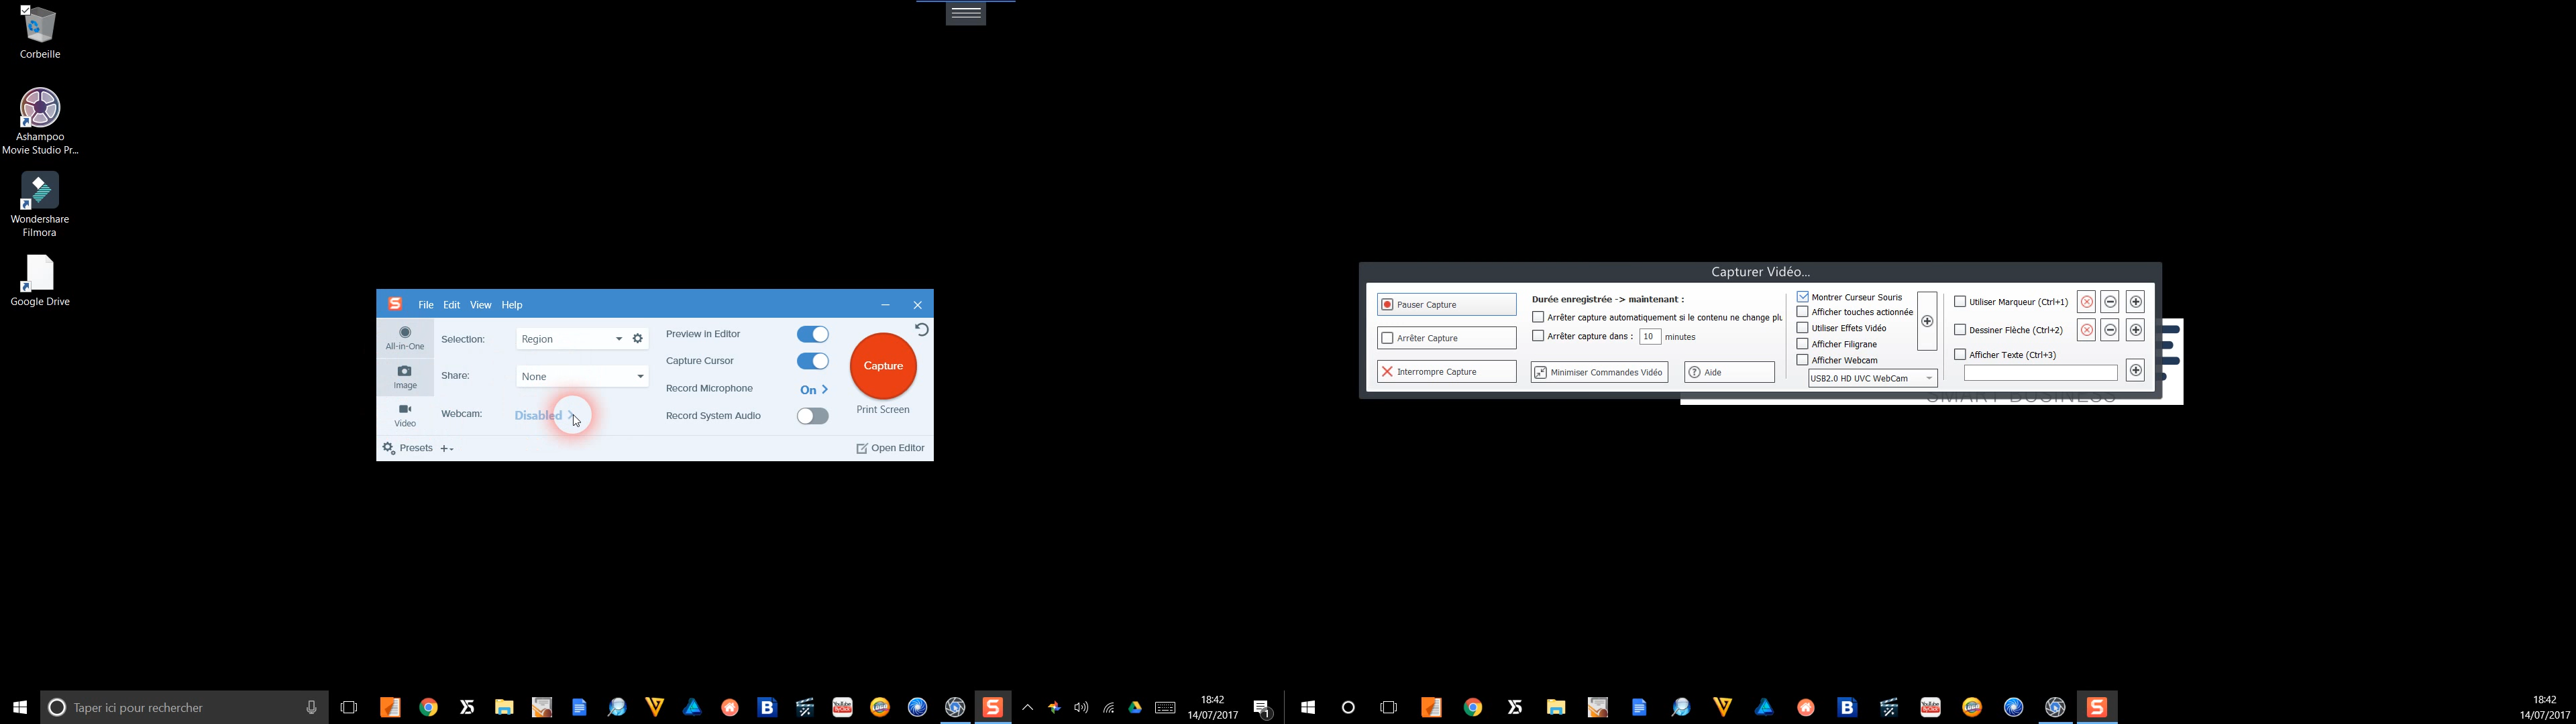 Corbeille
Ashampoo
Movie Studio Pr...
Wondershare
Filmora
Google Drive
File Edit View Help
All-in-One
Image
Video
Selection: Region
Share: None
Webcam: Disabled
Preview in Editor
Capture Cursor
Record Microphone On
Record System Audio
Capture
Print Screen
Presets
Open Editor
Capturer Vidéo...
Pauser Capture
Arrêter Capture
Interrompre Capture
Durée enregistrée -> maintenant :
Arrêter capture automatiquement si le contenu ne change plu
Arrêter capture dans : 10 minutes
Minimiser Commandes Vidéo
Aide
Montrer Curseur Souris
Afficher touches actionnée
Utiliser Effets Vidéo
Afficher Filigrane
Afficher Webcam
USB2.0 HD UVC WebCam
Utiliser Marqueur (Ctrl+1)
Dessiner Flèche (Ctrl+2)
Afficher Texte (Ctrl+3)
SMART BUSINESS
Taper ici pour rechercher
18:42
14/07/2017
1
18:42
14/07/2017